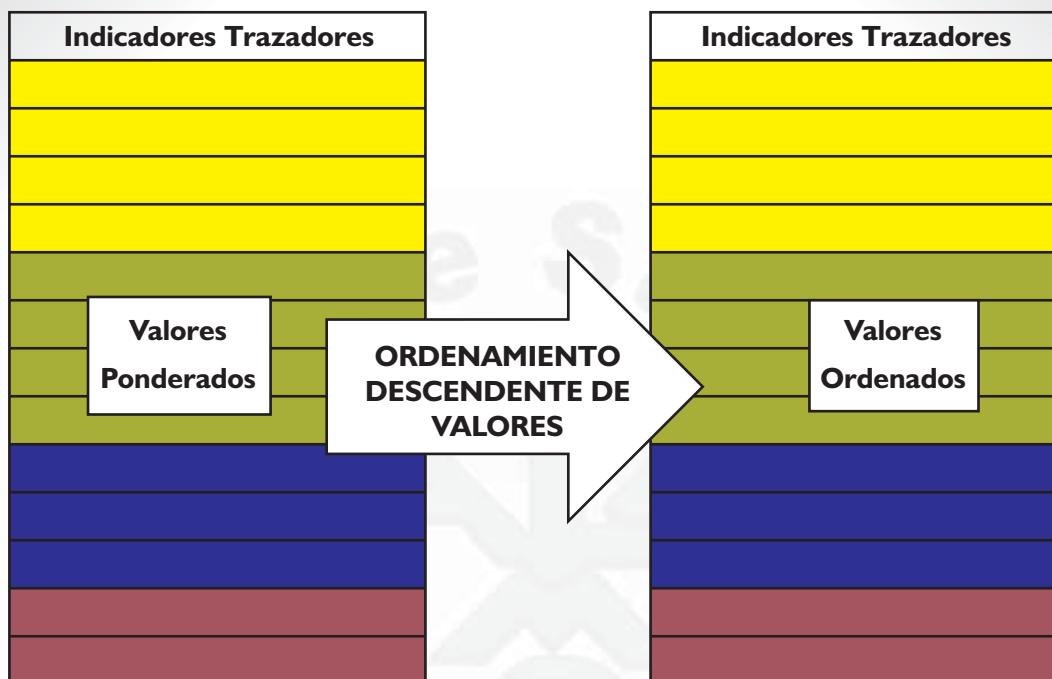 Indicadores Trazadores
Indicadores Trazadores
Valores
Ponderados
ORDENAMIENTO
DESCENDENTE DE
VALORES
Valores
Ordenados